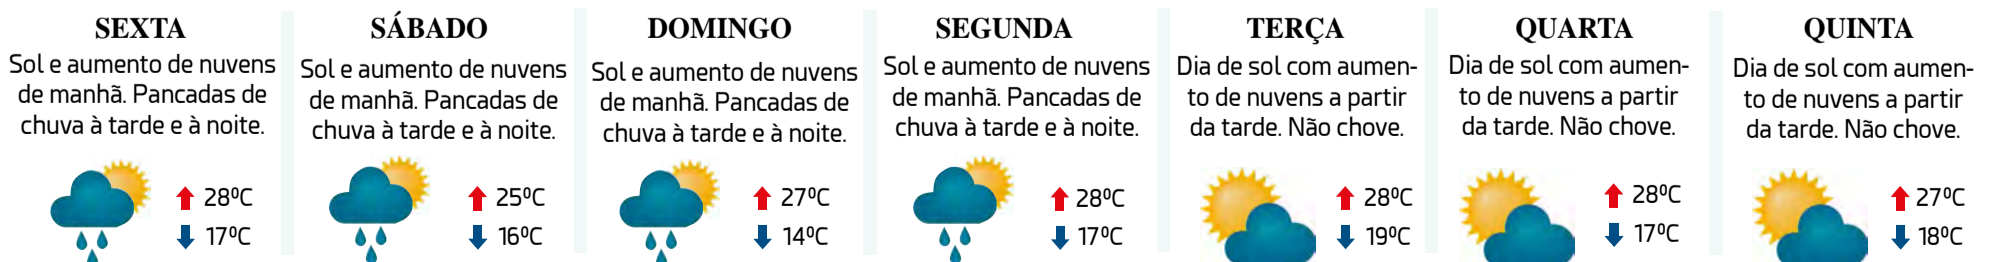 SEXTA
Sol e aumento de nuvens
de manhã. Pancadas de
chuva à tarde e à noite.
28ºC
17ºC
SÁBADO
Sol e aumento de nuvens
de manhã. Pancadas de
chuva à tarde e à noite.
25ºC
16ºC
DOMINGO
Sol e aumento de nuvens
de manhã. Pancadas de
chuva à tarde e à noite.
27ºC
14ºC
SEGUNDA
Sol e aumento de nuvens
de manhã. Pancadas de
chuva à tarde e à noite.
28ºC
17ºC
TERÇA
Dia de sol com aumen-
to de nuvens a partir
da tarde. Não chove.
28ºC
19ºC
QUARTA
Dia de sol com aumen-
to de nuvens a partir
da tarde. Não chove.
28ºC
17ºC
QUINTA
Dia de sol com aumen-
to de nuvens a partir
da tarde. Não chove.
27ºC
18ºC